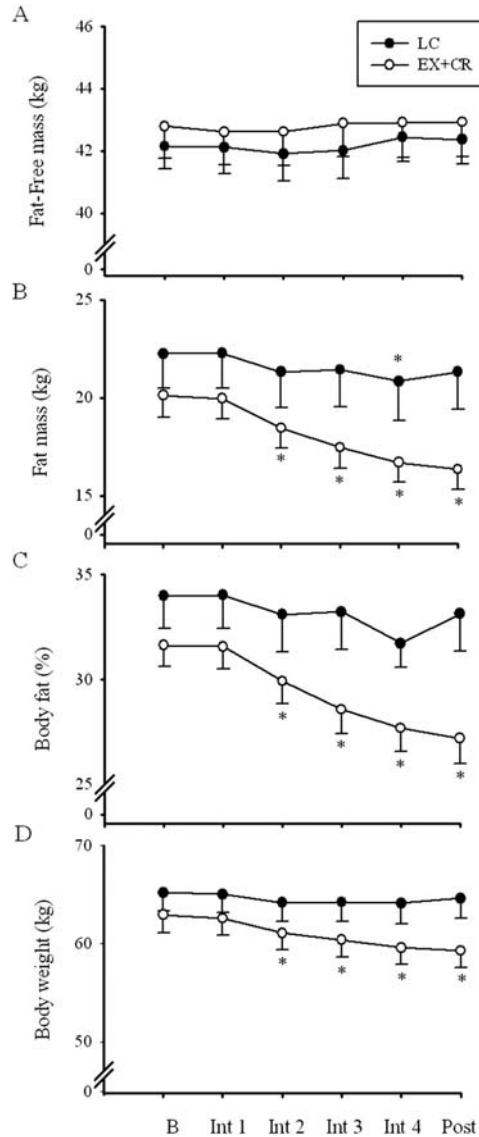 A
46
LC
EX+CR
44
42
40
0
Fat-Free mass (kg)
B
25
*
20
15
* * * *
0
Fat mass (kg)
C
35
30
25
* * * *
0
Body fat (%)
D
70
60
50
* * * *
0
Body weight (kg)
B Int 1 Int 2 Int 3 Int 4 Post